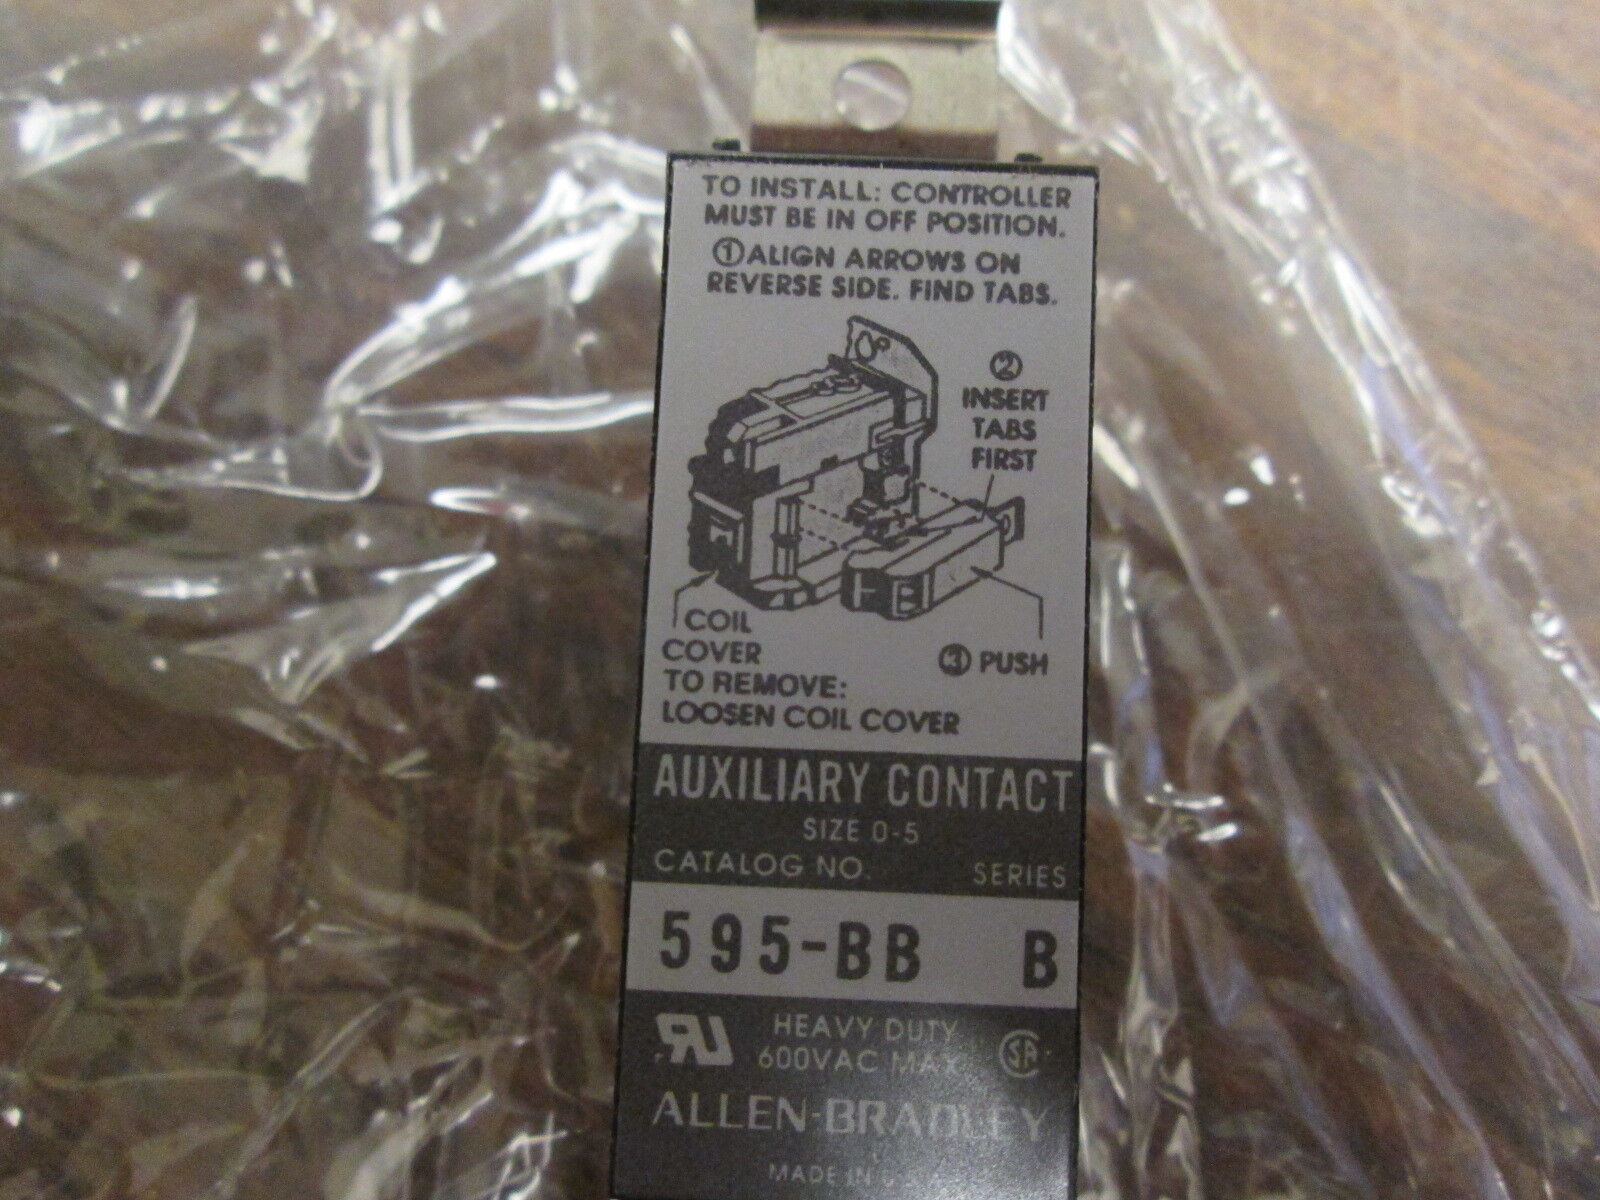 TO INSTALL: CONTROLLER
MUST BE IN OFF POSITION.
①ALIGN ARROWS ON
REVERSE SIDE. FIND TABS.
②
INSERT
TABS
FIRST
COIL
COVER
③ PUSH
TO REMOVE:
LOOSEN COIL COVER
AUXILIARY CONTACT
SIZE 0-5
CATALOG NO. SERIES
595-BB B
HEAVY DUTY
600VAC MAX
ALLEN-BRADLEY
MADE IN